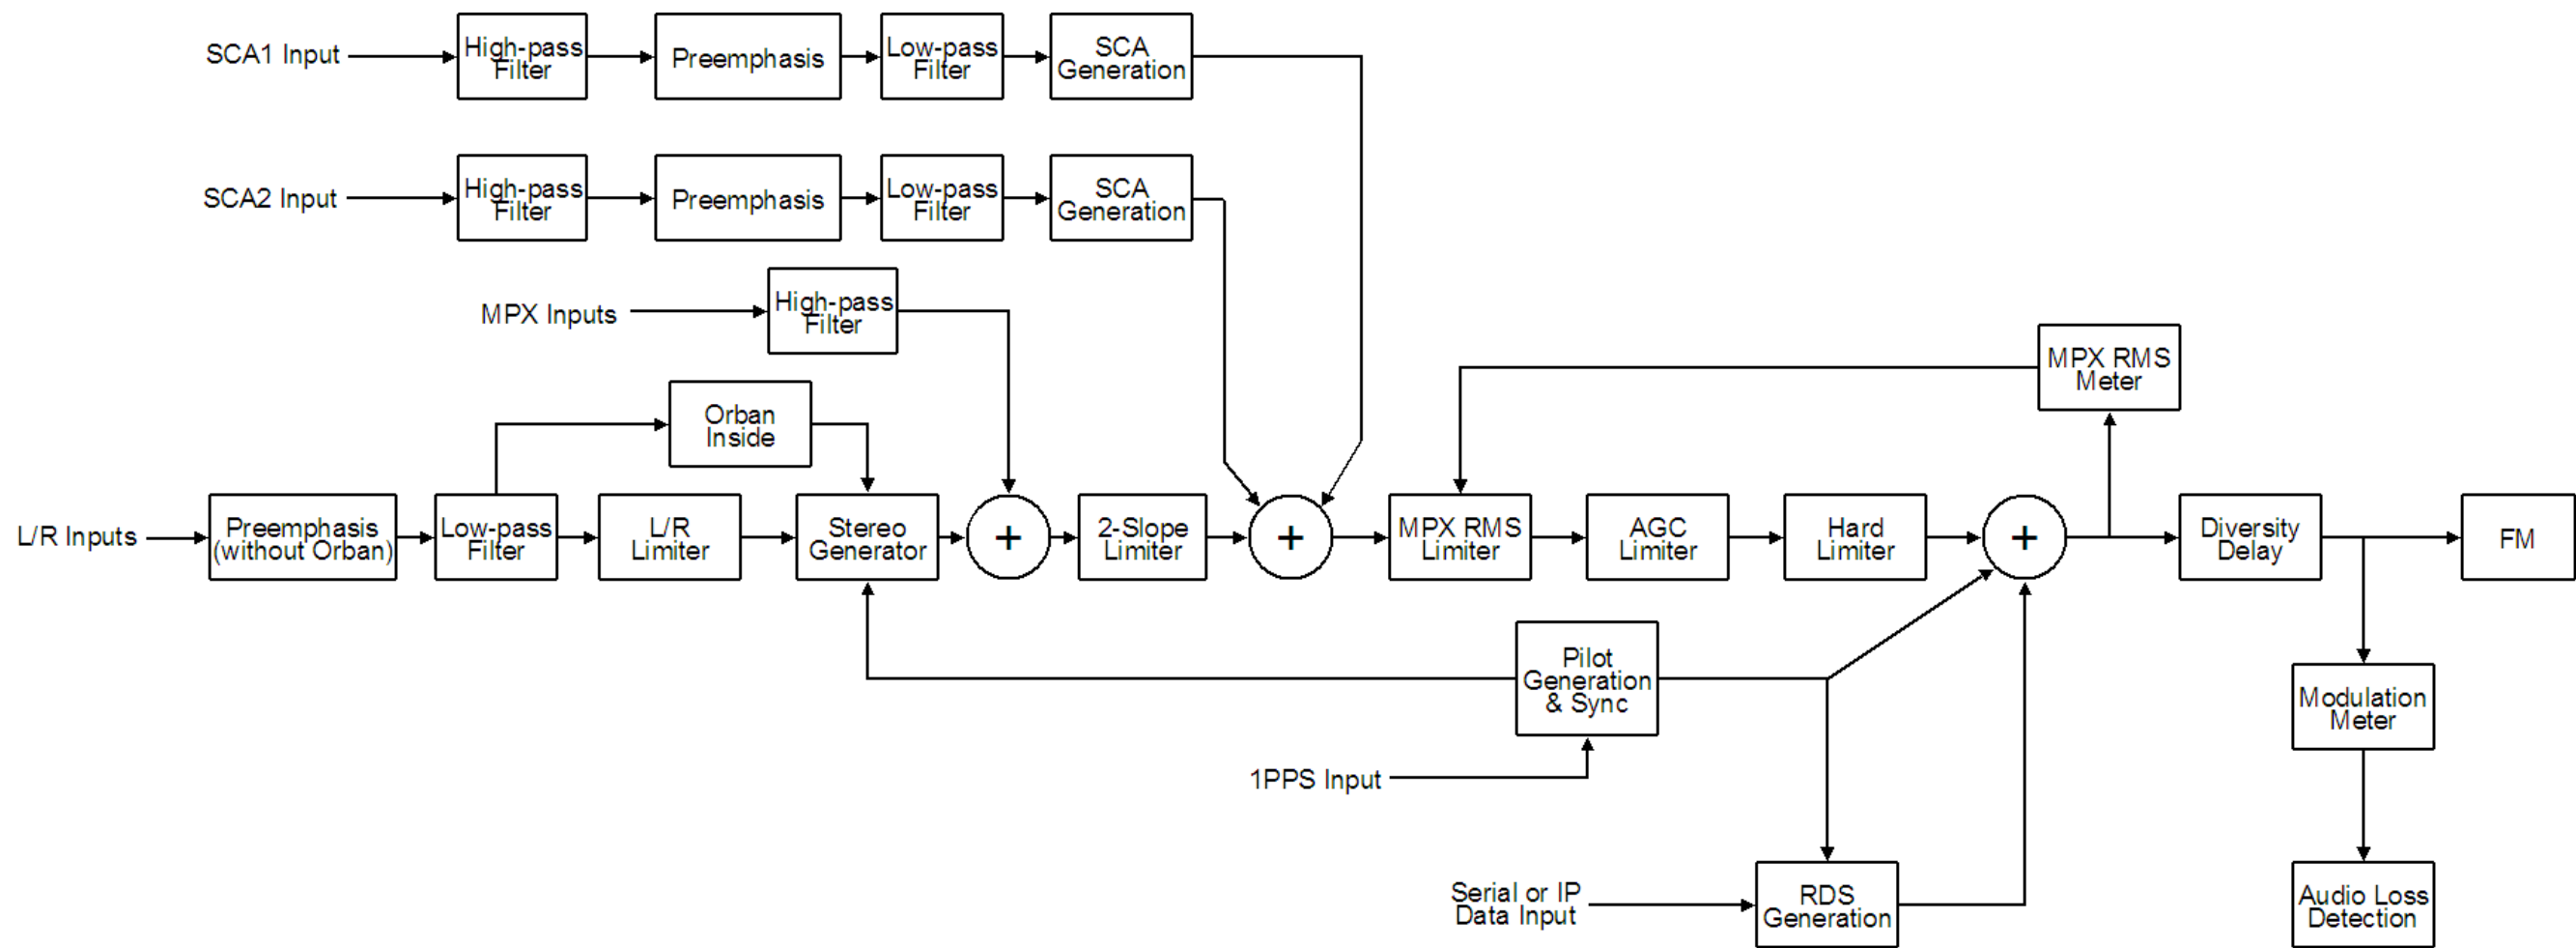 SCA1 Input
High-pass
Filter
Preemphasis
Low-pass
Filter
SCA
Generation
SCA2 Input
High-pass
Filter
Preemphasis
Low-pass
Filter
SCA
Generation
MPX Inputs
High-pass
Filter
MPX RMS
Meter
Orban
Inside
L/R Inputs
Preemphasis
(without Orban)
Low-pass
Filter
L/R
Limiter
Stereo
Generator
+
2-Slope
Limiter
+
MPX RMS
Limiter
AGC
Limiter
Hard
Limiter
+
Diversity
Delay
FM
Pilot
Generation
& Sync
Modulation
Meter
1PPS Input
Serial or IP
Data Input
RDS
Generation
Audio Loss
Detection